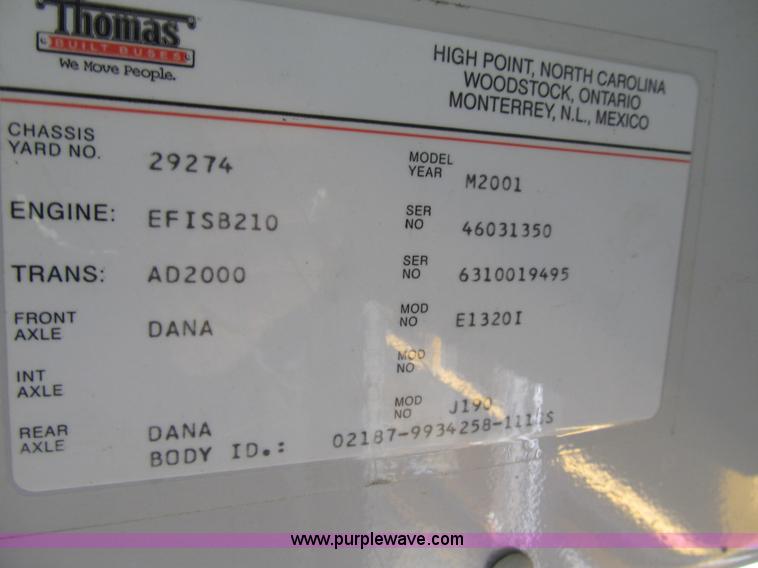 Thomas
BUILT BUSES
We Move People.
HIGH POINT, NORTH CAROLINA
WOODSTOCK, ONTARIO
MONTERREY, N.L., MEXICO
CHASSIS
YARD NO. 29274
MODEL
YEAR M2001
ENGINE: EFISB210
SER
NO 46031350
TRANS: AD2000
SER
NO 6310019495
FRONT
AXLE DANA
MOD
NO E1320I
INT
AXLE
MOD
NO
REAR
AXLE DANA
MOD
NO J190
BODY ID.:
www.purplewave.com